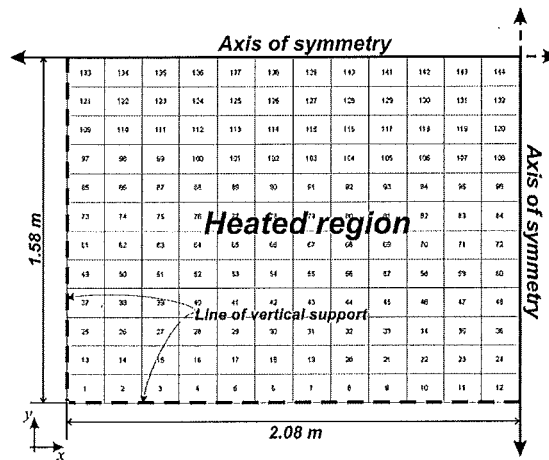 Axis of symmetry
133 134 135 136 137 138 139 140 141 142 143 144
121 122 123 124 125 126 127 128 129 130 131 132
109 110 111 112 113 114 115 116 117 118 119 120
97 98 99 100 101 102 103 104 105 106 107 108
85 86 87 88 89 90 91 92 93 94 95 96
73 74 75 82 83 84
Heated region
61 62 63 64 65 66 67 68 69 70 71 72
49 50 51 52 53 54 55 56 57 58 59 60
37 38 39 40 41 42 43 44 45 46 47 48
Line of vertical support
25 26 27 28 29 30 31 32 33 34 35 36
13 14 15 16 17 18 19 20 21 22 23 24
1 2 3 4 5 6 7 8 9 10 11 12
1.58 m
Axis of symmetry
y
x
2.08 m